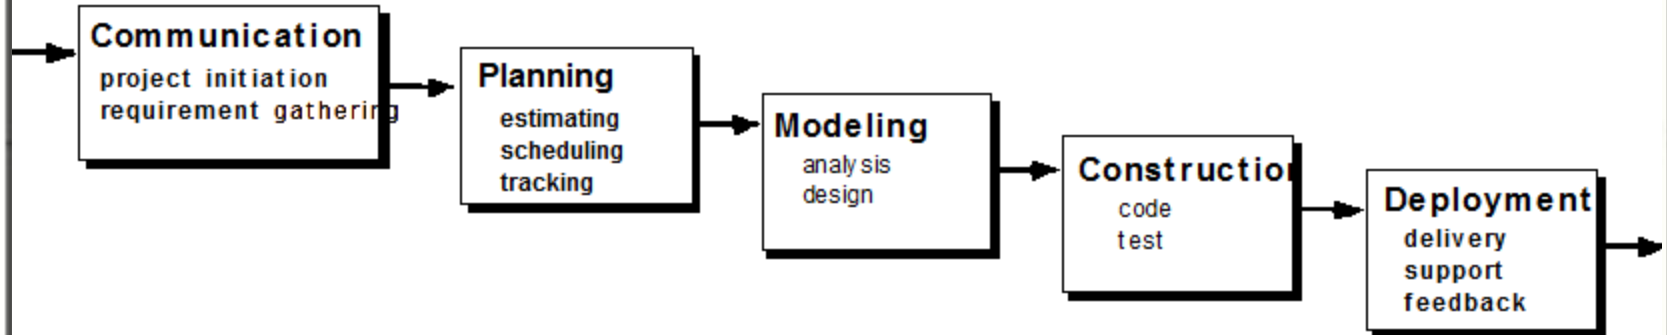 Communication
project initiation
requirement gathering
Planning
estimating
scheduling
tracking
Modeling
analysis
design
Construction
code
test
Deployment
delivery
support
feedback